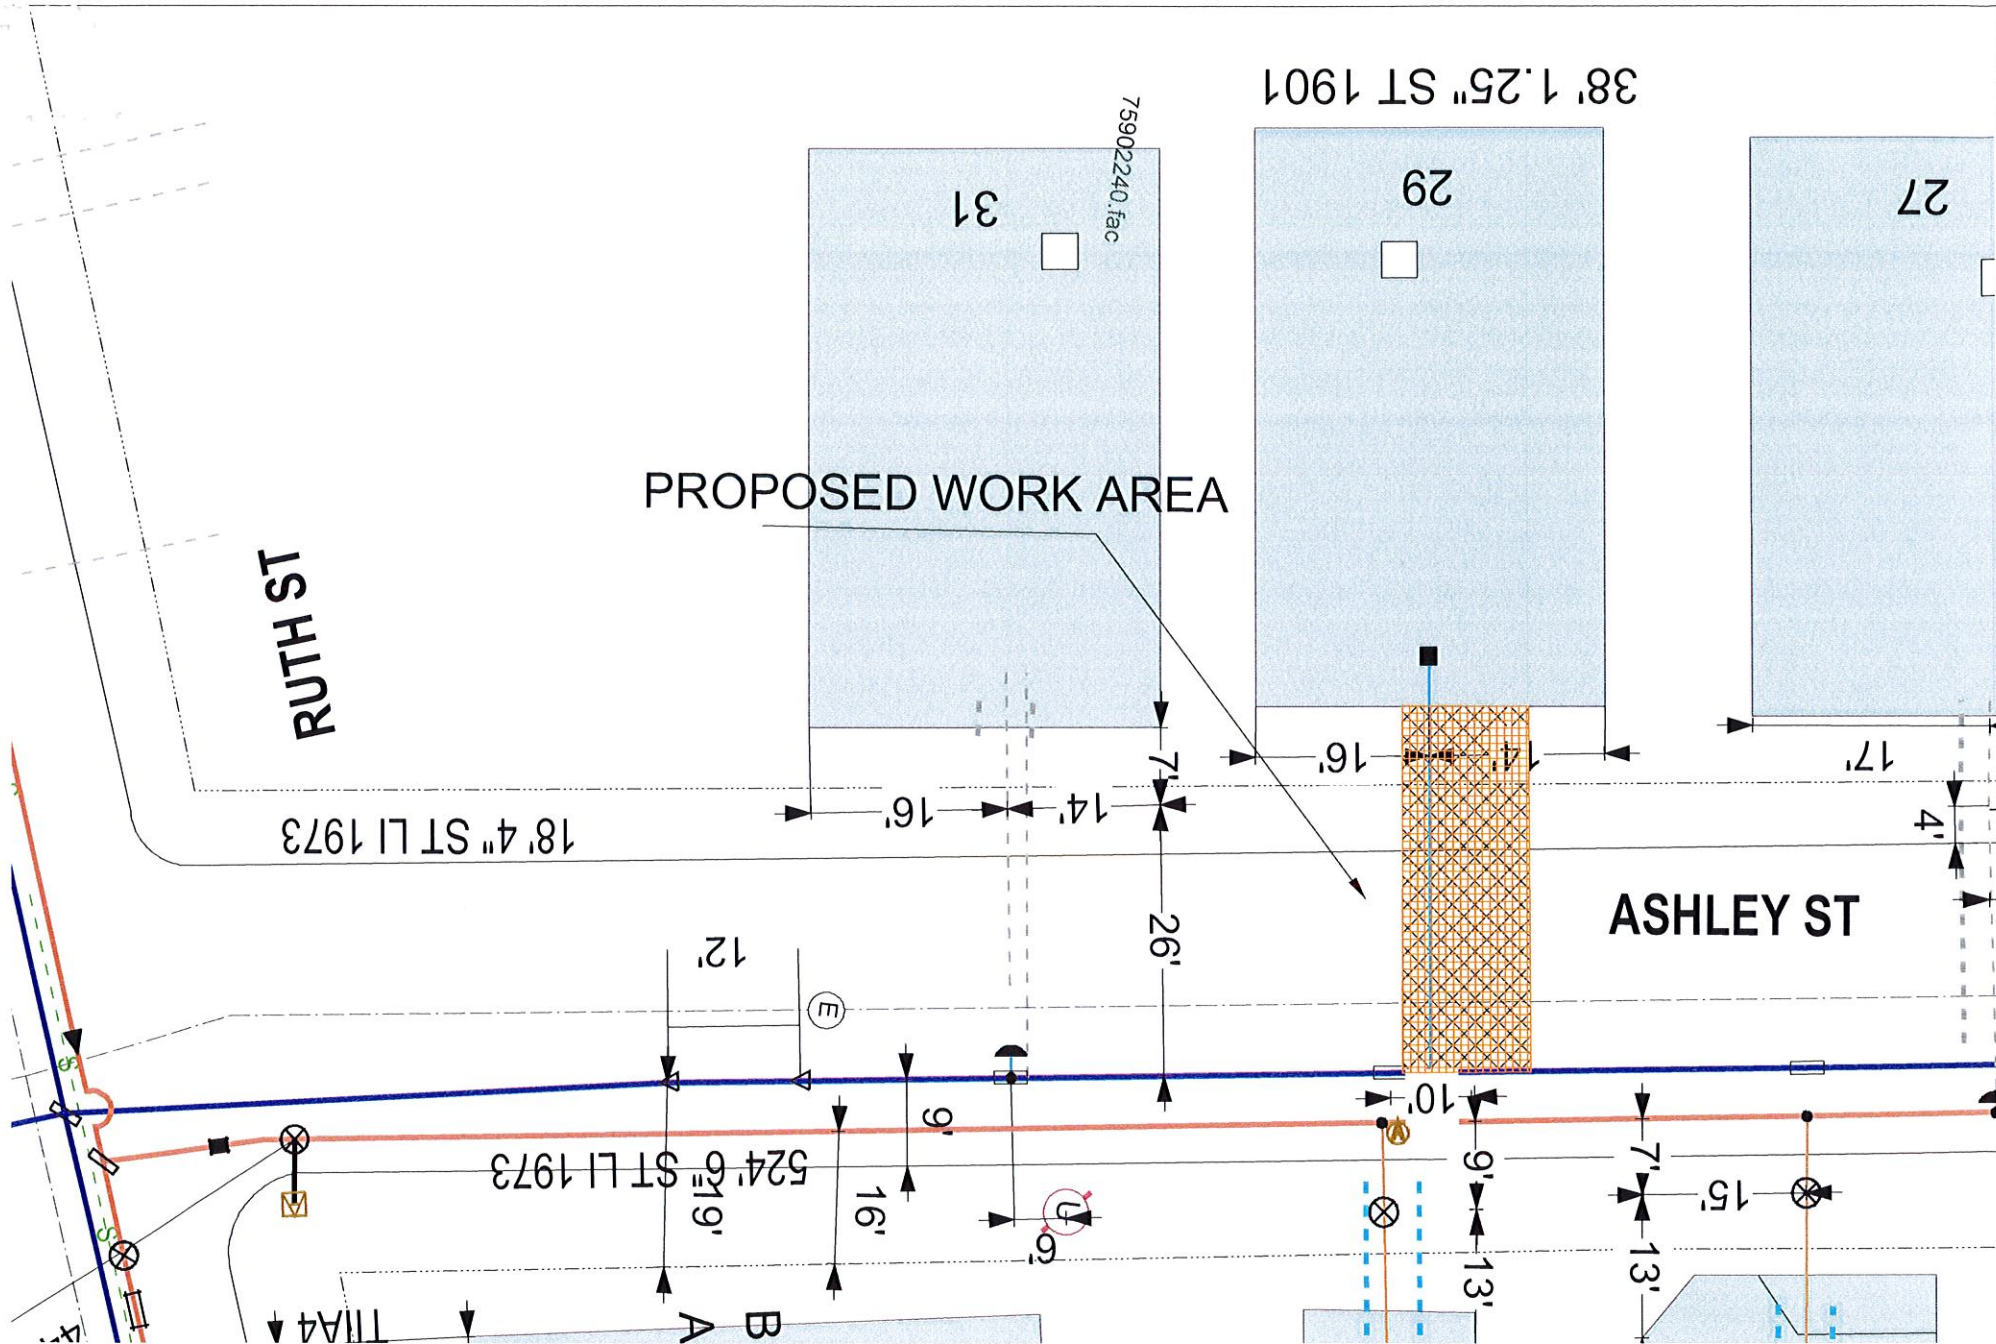 38' 1.25" ST 1901
75902240.fac
31
29
27
PROPOSED WORK AREA
RUTH ST
16'
14'
17'
7'
16'
14'
4'
18' 4" ST LI 1973
26'
ASHLEY ST
12'
E
S
10'
9'
A
524' 6" ST LI 1973
19'
16'
U
6'
9'
7'
15'
13'
13'
S
B
A